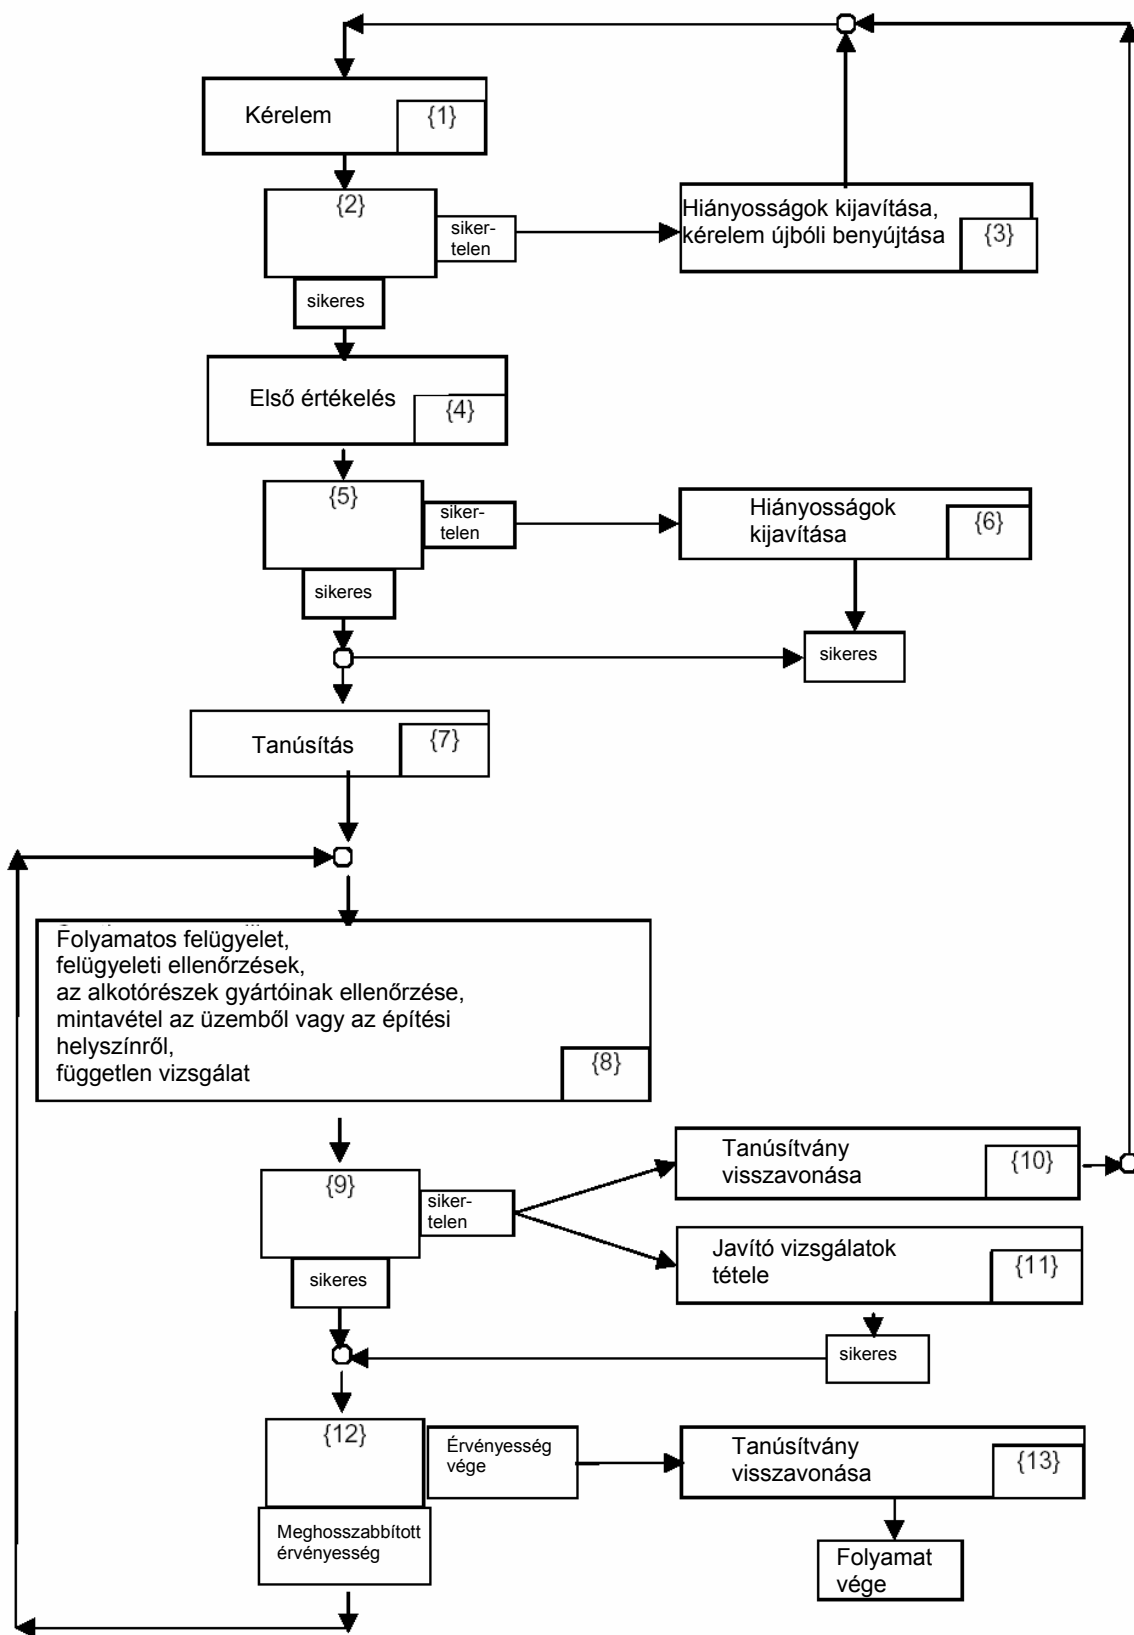 Kérelem
{1}
{2}
siker-
telen
Hiányosságok kijavítása,
kérelem újbóli benyújtása
{3}
sikeres
Első értékelés
{4}
{5}
siker-
telen
Hiányosságok
kijavítása
{6}
sikeres
sikeres
Tanúsítás
{7}
Folyamatos felügyelet,
felügyeleti ellenőrzések,
az alkotórészek gyártóinak ellenőrzése,
mintavétel az üzemből vagy az építési
helyszínről,
független vizsgálat
{8}
{9}
siker-
telen
Tanúsítvány
visszavonása
{10}
Javító vizsgálatok
tétele
{11}
sikeres
sikeres
{12}
Érvényesség
vége
Tanúsítvány
visszavonása
{13}
Meghosszabbított
érvényesség
Folyamat
vége